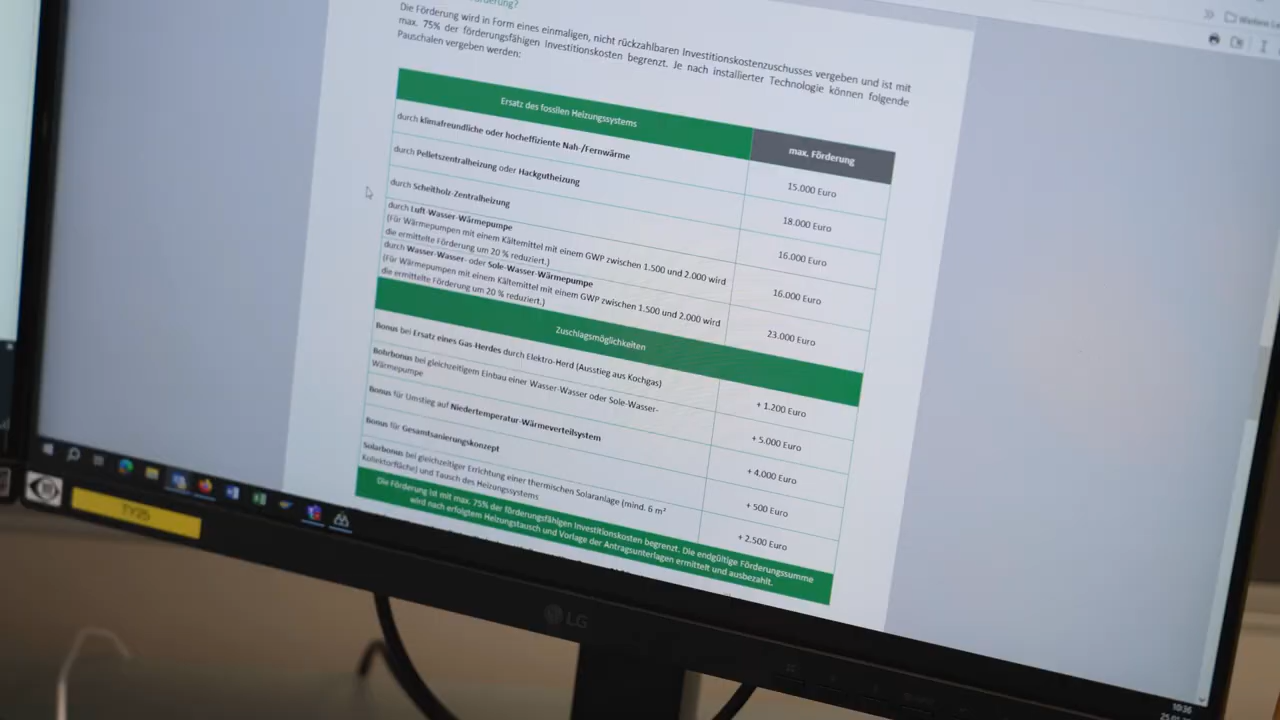 Die Förderung wird in Form eines einmaligen, nicht rückzahlbaren Investitionskostenzuschusses vergeben und ist mit
max. 75% der förderungsfähigen Investitionskosten begrenzt. Je nach installierter Technologie können folgende
Pauschalen vergeben werden:
Ersatz des fossilen Heizungssystems
max. Förderung
durch klimafreundliche oder hocheffiziente Nah-/Fernwärme
15.000 Euro
durch Pelletszentralheizung oder Hackgutheizung
18.000 Euro
durch Scheitholz-Zentralheizung
16.000 Euro
durch Luft-Wasser-Wärmepumpe
(Für Wärmepumpen mit einem Kältemittel mit einem GWP zwischen 1.500 und 2.000 wird
die ermittelte Förderung um 20 % reduziert.)
16.000 Euro
durch Wasser-Wasser- oder Sole-Wasser-Wärmepumpe
(Für Wärmepumpen mit einem Kältemittel mit einem GWP zwischen 1.500 und 2.000 wird
die ermittelte Förderung um 20 % reduziert.)
23.000 Euro
Zuschlagsmöglichkeiten
Bonus bei Ersatz eines Gas-Herdes durch Elektro-Herd (Ausstieg aus Kochgas)
+ 1.200 Euro
Bohrbonus bei gleichzeitigem Einbau einer Wasser-Wasser oder Sole-Wasser-
Wärmepumpe
+ 5.000 Euro
Bonus für Umstieg auf Niedertemperatur-Wärmeverteilsystem
+ 4.000 Euro
Bonus für Gesamtsanierungskonzept
+ 500 Euro
Solarbonus bei gleichzeitiger Errichtung einer thermischen Solaranlage (mind. 6 m²
Kollektorfläche) und Tausch des Heizungssystems
+ 2.500 Euro
Die Förderung ist mit max. 75% der förderungsfähigen Investitionskosten begrenzt. Die endgültige Förderungssumme
wird nach erfolgtem Heizungstausch und Vorlage der Antragsunterlagen ermittelt und ausbezahlt.
LG
10:36